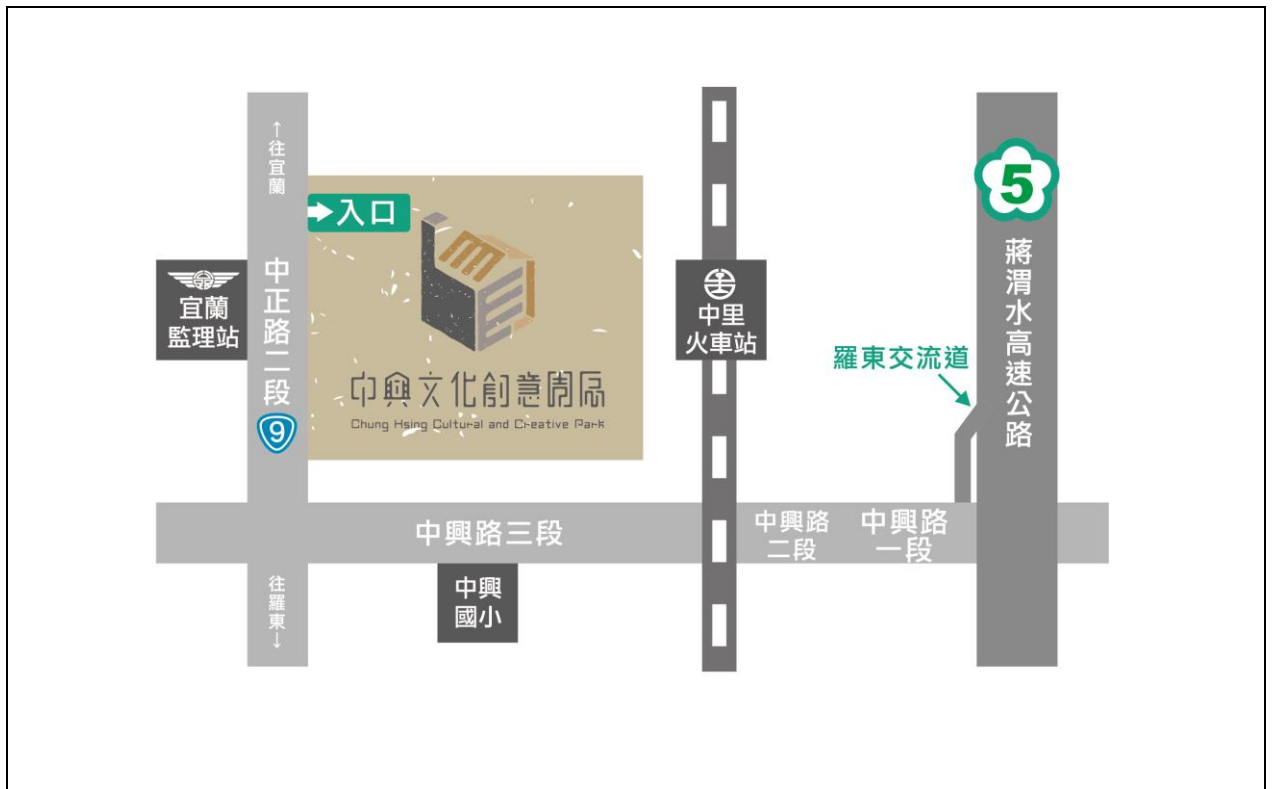 ↑往宜蘭
入口
5
宜蘭
監理站
中正路二段
9
中興文化創意園區
Chung Hsing Cultural and Creative Park
中里
火車站
羅東交流道
蔣渭水高速公路
中興路三段
中興路
二段
中興路
一段
中興
國小
往羅東↓